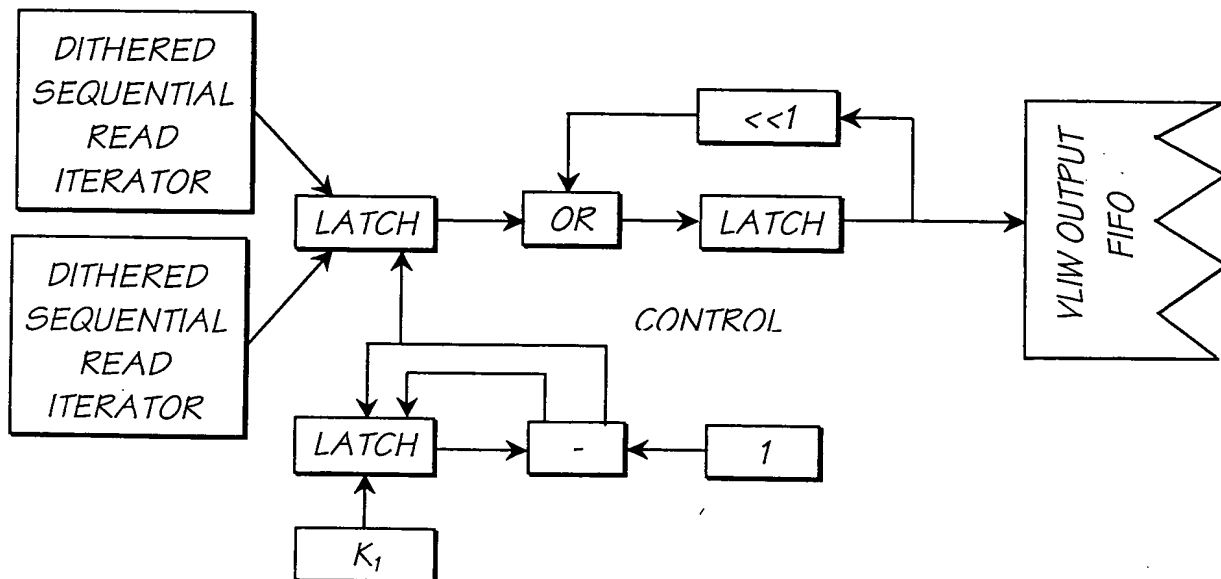 DITHERED
SEQUENTIAL
READ
ITERATOR
<<1
LATCH
OR
LATCH
VLIW OUTPUT
FIFO
DITHERED
SEQUENTIAL
READ
ITERATOR
CONTROL
LATCH
-
1
K₁